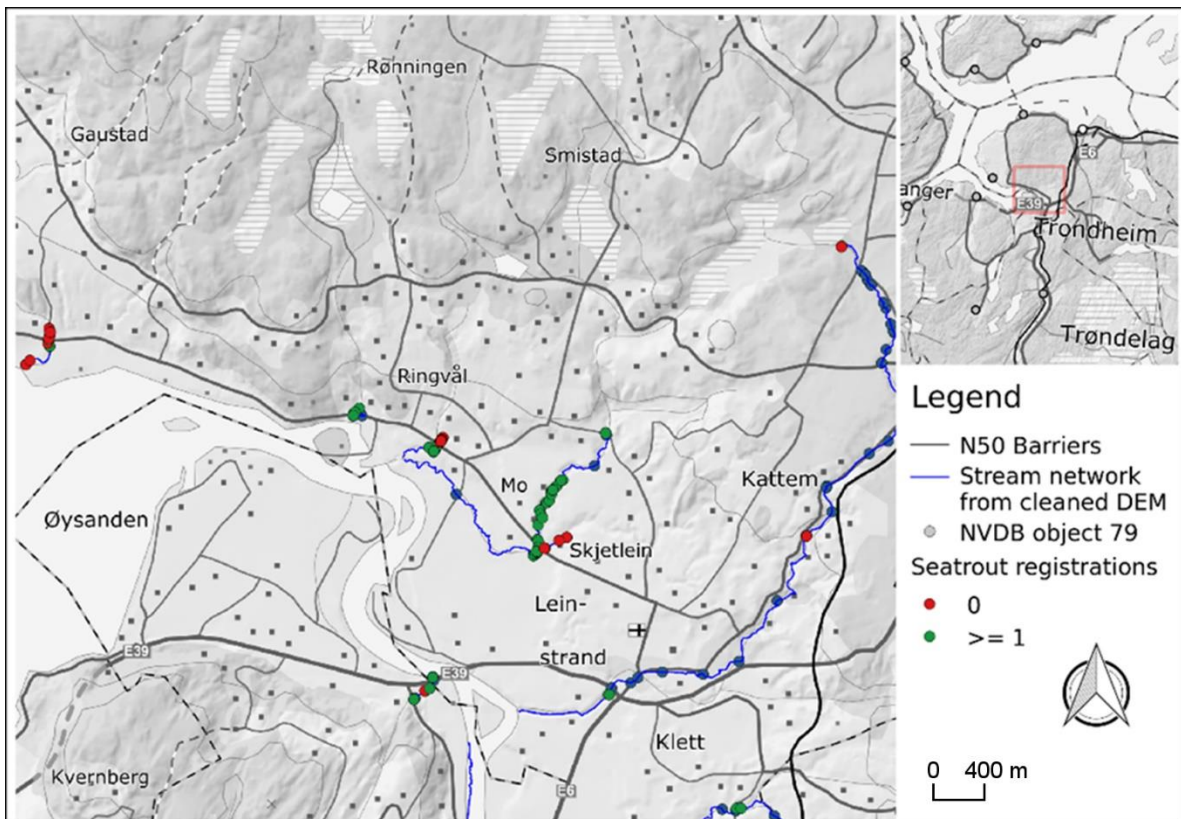 Rønningen
Gaustad
Smistad
Ringvål
Mo
Kattem
Øysanden
Skjetlein
Lein-
strand
E39
E39
Klett
Kvernberg
E6
E6
anger
E39
Trondheim
Trøndelag
Legend
N50 Barriers
Stream network
from cleaned DEM
NVDB object 79
Seatrout registrations
0
>= 1
0 400 m